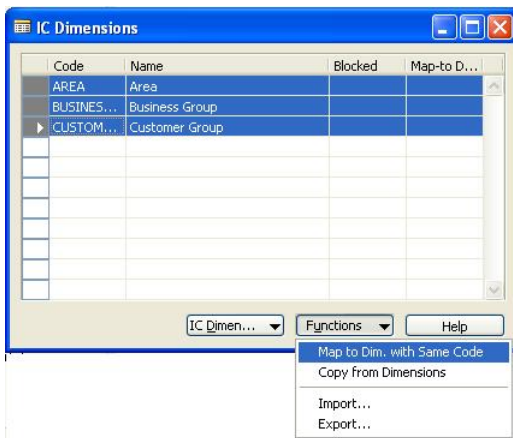 IC Dimensions
Code Name Blocked Map-to D...
AREA Area
BUSINES... Business Group
CUSTOM... Customer Group
IC Dimen... Functions Help
Map to Dim. with Same Code
Copy from Dimensions
Import...
Export...